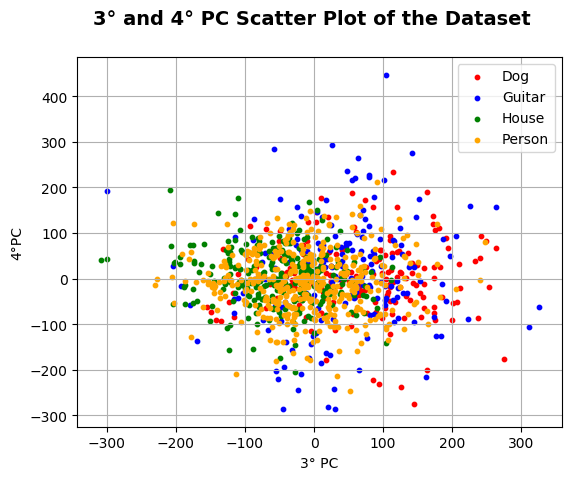 3° and 4° PC Scatter Plot of the Dataset
Dog
Guitar
House
Person
4°PC
400
300
200
100
0
−100
−200
−300
−300 −200 −100 0 100 200 300
3° PC